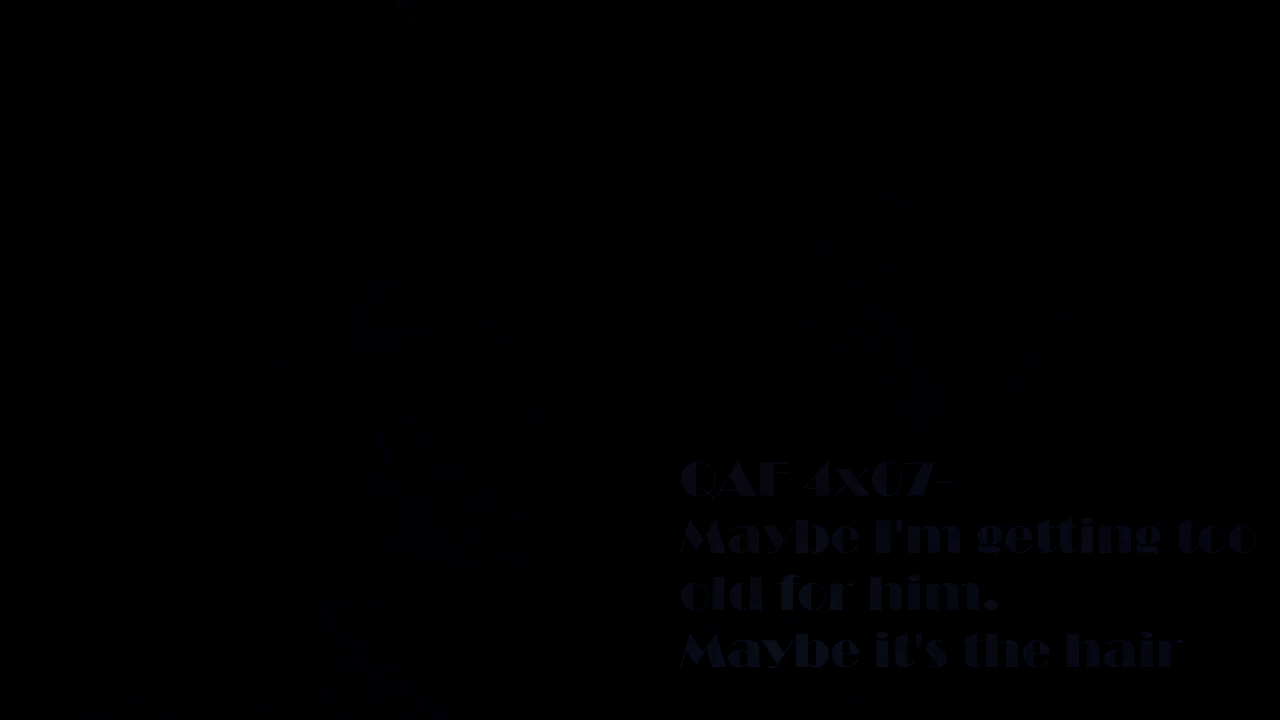 QAF 4x07-
Maybe I'm getting too
old for him.
Maybe it's the hair